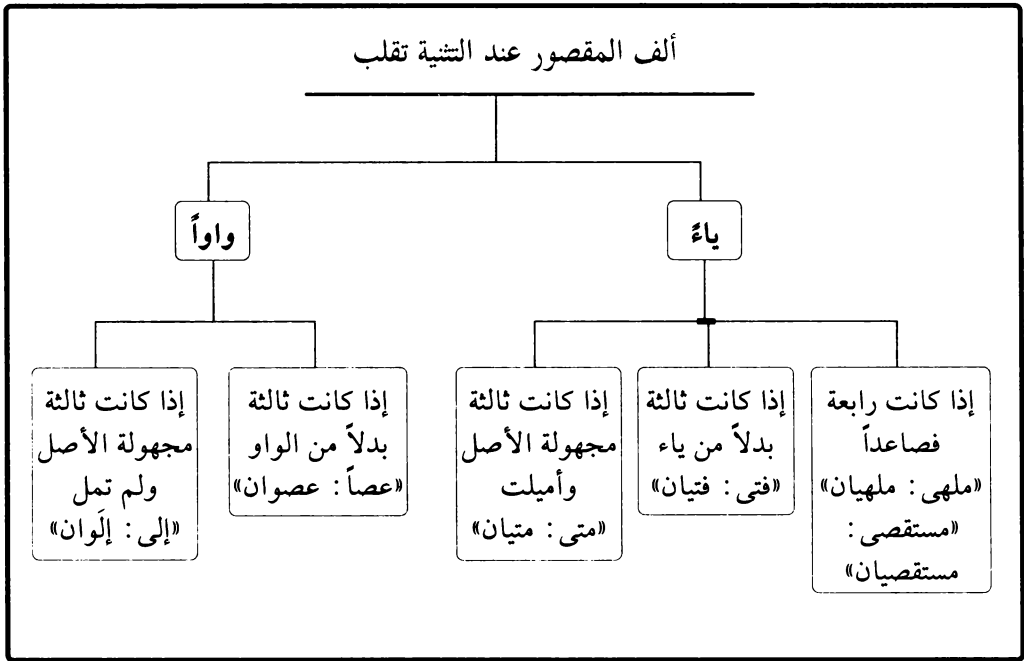 ألف المقصور عند التثنية تقلب
ياءً
واواً
إذا كانت رابعة
فصاعداً
«ملهى: ملهيان»
«مستقصى:
مستقصيان»
إذا كانت ثالثة
بدلاً من ياء
«فتى: فتيان»
إذا كانت ثالثة
مجهولة الأصل
وأميلت
«متى: متيان»
إذا كانت ثالثة
بدلاً من الواو
«عصاً: عصوان»
إذا كانت ثالثة
مجهولة الأصل
ولم تمل
«إلى: إلَوان»